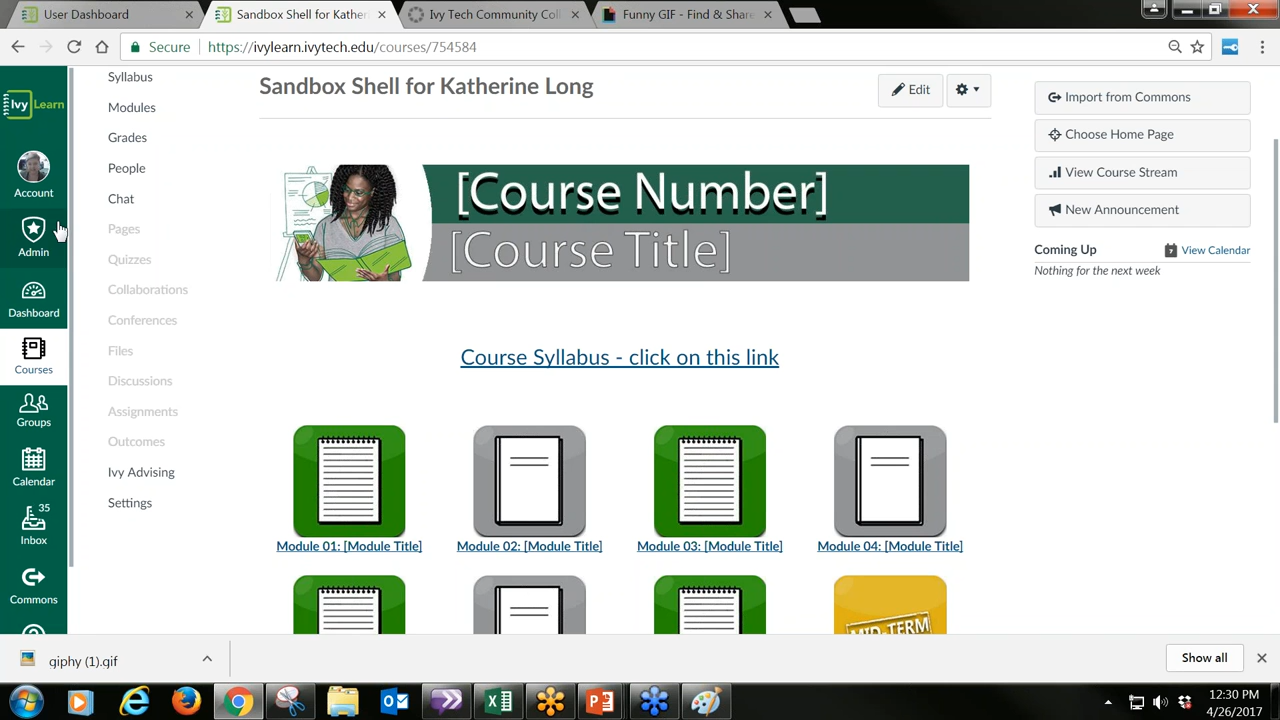 User Dashboard
Sandbox Shell for Kather
Ivy Tech Community Coll
Funny GIF - Find & Share
Secure
https://ivylearn.ivytech.edu/courses/754584
IvyLearn
Account
Admin
Dashboard
Courses
Groups
Calendar
35
Inbox
Commons
Syllabus
Modules
Grades
People
Chat
Pages
Quizzes
Collaborations
Conferences
Files
Discussions
Assignments
Outcomes
Ivy Advising
Settings
Sandbox Shell for Katherine Long
Edit
[Course Number]
[Course Title]
Course Syllabus - click on this link
Module 01: [Module Title]
Module 02: [Module Title]
Module 03: [Module Title]
Module 04: [Module Title]
MID-TERM
Import from Commons
Choose Home Page
View Course Stream
New Announcement
Coming Up
7
View Calendar
Nothing for the next week
giphy (1).gif
Show all
12:30 PM
4/26/2017